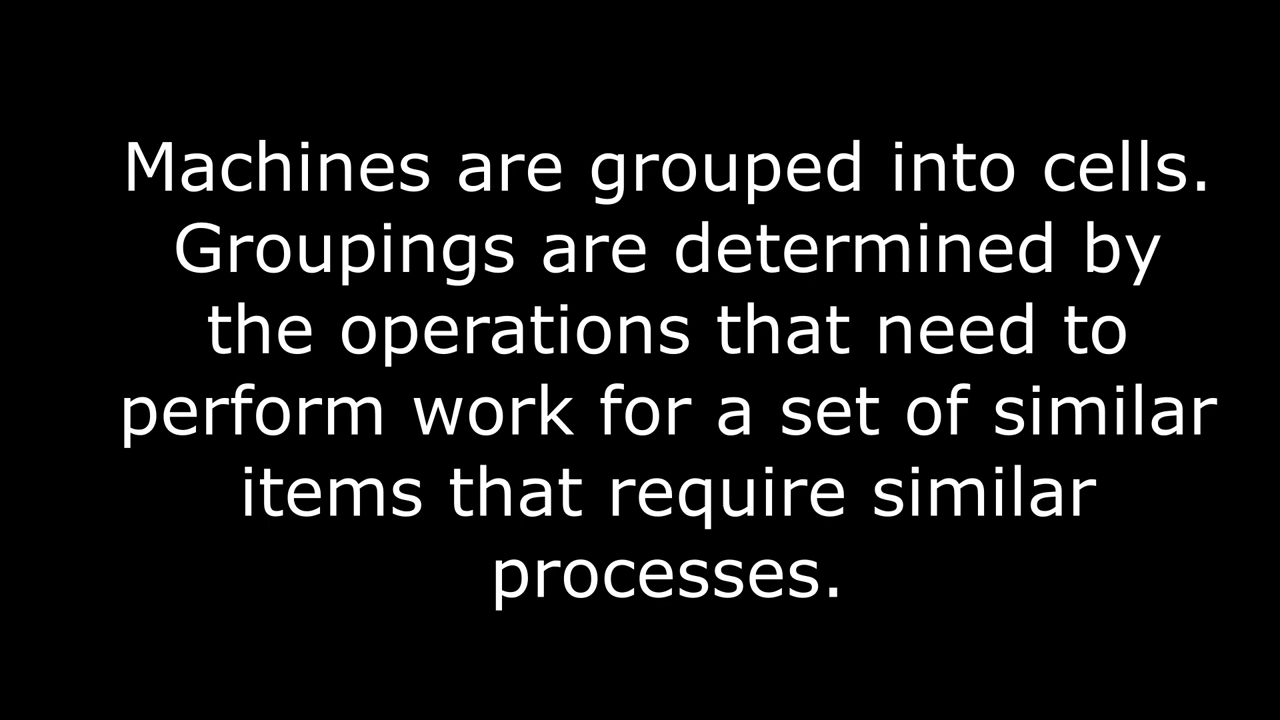 Machines are grouped into cells.
Groupings are determined by
the operations that need to
perform work for a set of similar
items that require similar
processes.